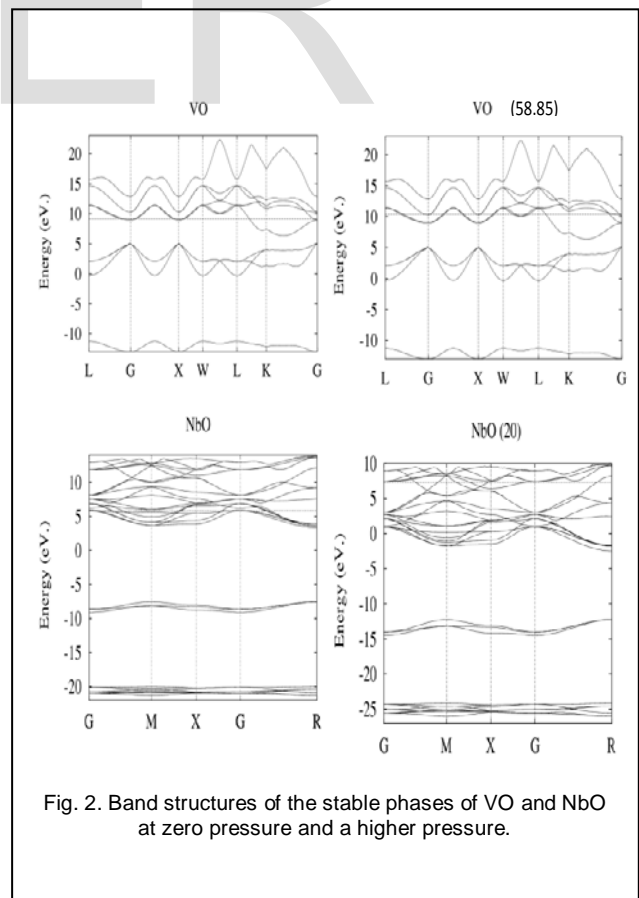 ER
VO
VO (58.85)
Energy (eV.)
20
15
10
5
0
-5
-10
L G X W L K G
Energy (eV.)
20
15
10
5
0
-5
-10
L G X W L K G
NbO
NbO (20)
Energy (eV.)
10
5
0
-5
-10
-15
-20
G M X G R
Energy (eV.)
10
5
0
-5
-10
-15
-20
-25
G M X G R
Fig. 2. Band structures of the stable phases of VO and NbO
at zero pressure and a higher pressure.